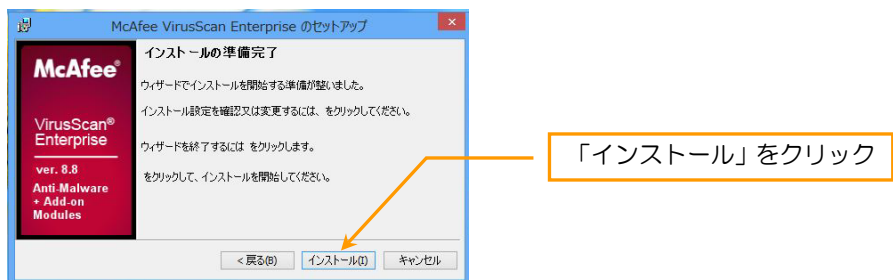 McAfee VirusScan Enterprise のセットアップ
McAfee®
VirusScan®
Enterprise
ver. 8.8
Anti-Malware
+ Add-on
Modules
インストールの準備完了
ウィザードでインストールを開始する準備が整いました。
インストール設定を確認又は変更するには、をクリックしてください。
ウィザードを終了するには をクリックします。
をクリックして、インストールを開始してください。
< 戻る(B)
インストール(I)
キャンセル
「インストール」をクリック